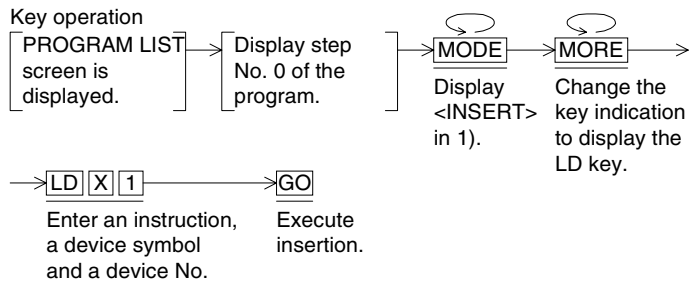 Key operation
PROGRAM LIST
screen is
displayed.
Display step
No. 0 of the
program.
MODE
Display
<INSERT>
in 1).
MORE
Change the
key indication
to display the
LD key.
LD X 1
Enter an instruction,
a device symbol
and a device No.
GO
Execute
insertion.